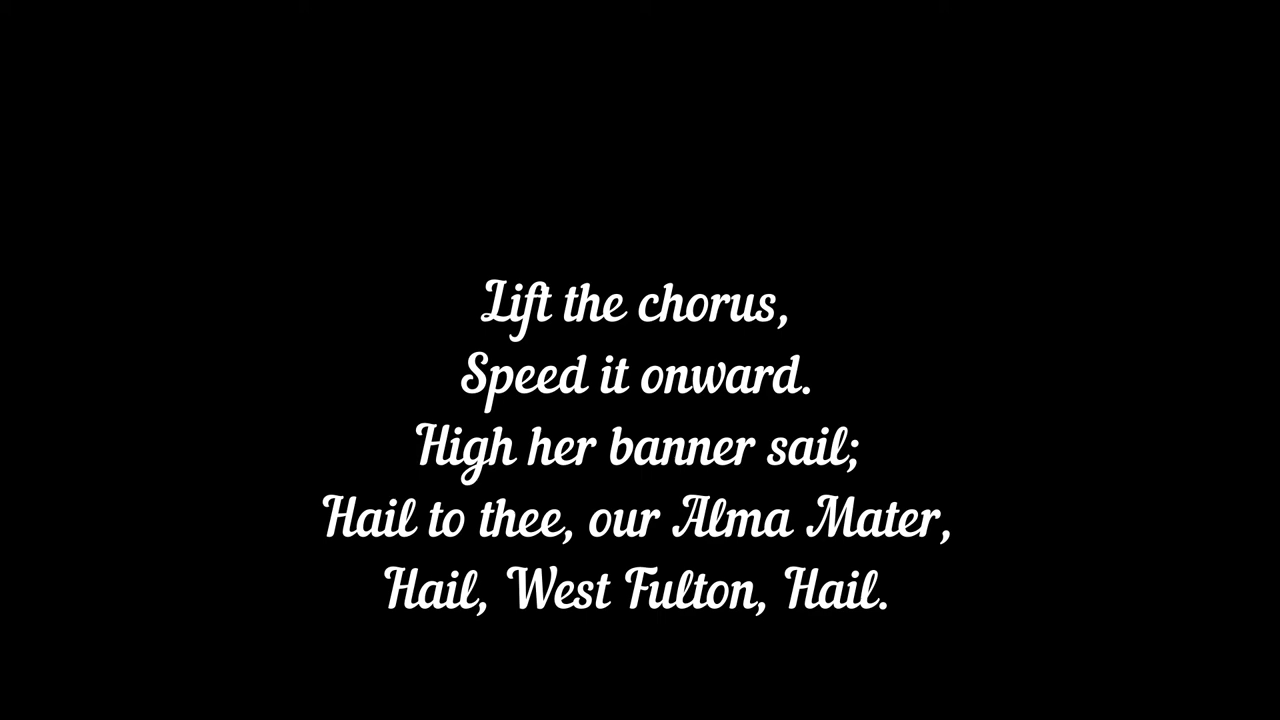 Lift the chorus,
Speed it onward.
High her banner sail;
Hail to thee, our Alma Mater,
Hail, West Fulton, Hail.